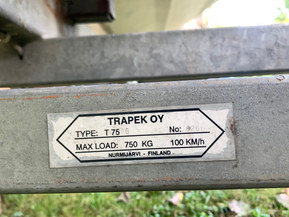 TRAPEK OY
TYPE: T 75 No:
MAX LOAD: 750 KG 100 KM/h
NURMIJÄRVI - FINLAND